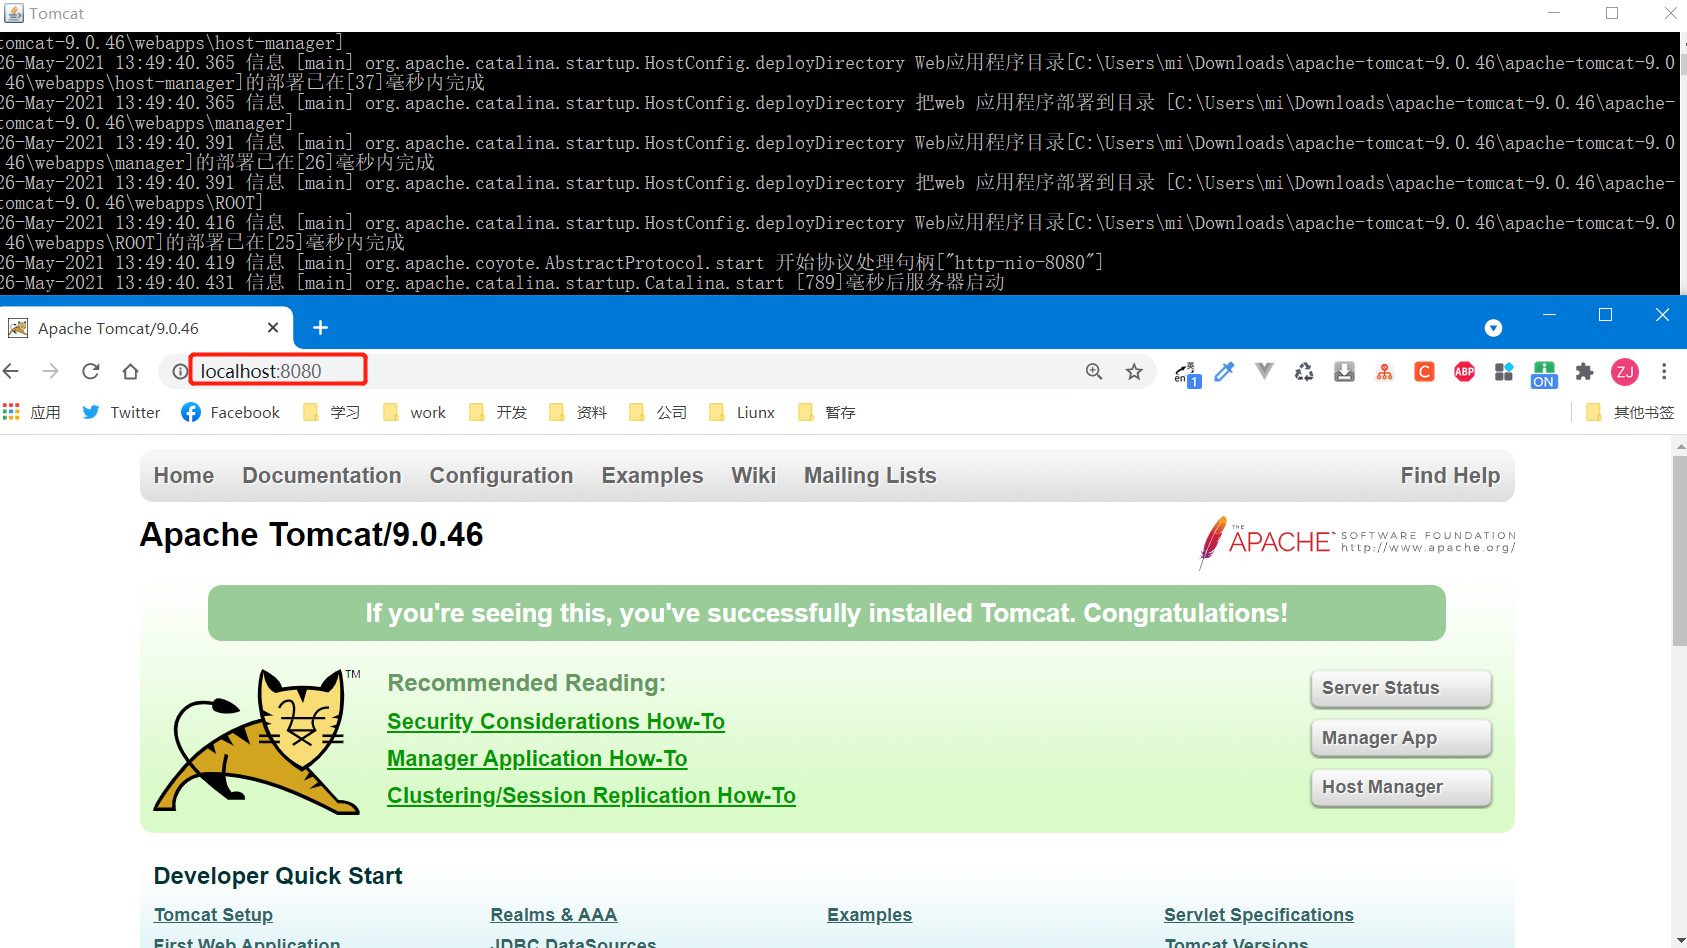 Tomcat
tomcat-9.0.46\webapps\host-manager]
26-May-2021 13:49:40.365 信息 [main] org.apache.catalina.startup.HostConfig.deployDirectory Web应用程序目录[C:\Users\mi\Downloads\apache-tomcat-9.0.46\apache-tomcat-9.0
.46\webapps\host-manager]的部署已在[37]毫秒内完成
26-May-2021 13:49:40.365 信息 [main] org.apache.catalina.startup.HostConfig.deployDirectory 把web 应用程序部署到目录 [C:\Users\mi\Downloads\apache-tomcat-9.0.46\apache-
tomcat-9.0.46\webapps\manager]
26-May-2021 13:49:40.391 信息 [main] org.apache.catalina.startup.HostConfig.deployDirectory Web应用程序目录[C:\Users\mi\Downloads\apache-tomcat-9.0.46\apache-tomcat-9.0
.46\webapps\manager]的部署已在[26]毫秒内完成
26-May-2021 13:49:40.391 信息 [main] org.apache.catalina.startup.HostConfig.deployDirectory 把web 应用程序部署到目录 [C:\Users\mi\Downloads\apache-tomcat-9.0.46\apache-
tomcat-9.0.46\webapps\ROOT]
26-May-2021 13:49:40.416 信息 [main] org.apache.catalina.startup.HostConfig.deployDirectory Web应用程序目录[C:\Users\mi\Downloads\apache-tomcat-9.0.46\apache-tomcat-9.0
.46\webapps\ROOT]的部署已在[25]毫秒内完成
26-May-2021 13:49:40.419 信息 [main] org.apache.coyote.AbstractProtocol.start 开始协议处理句柄["http-nio-8080"]
26-May-2021 13:49:40.431 信息 [main] org.apache.catalina.startup.Catalina.start [789]毫秒后服务器启动
Apache Tomcat/9.0.46
localhost:8080
英 en 1 C ABP ON ZJ
应用 Twitter Facebook 学习 work 开发 资料 公司 Liunx 暂存 其他书签
Home Documentation Configuration Examples Wiki Mailing Lists Find Help
Apache Tomcat/9.0.46
THE APACHE™ SOFTWARE FOUNDATION
http://www.apache.org/
If you're seeing this, you've successfully installed Tomcat. Congratulations!
TM
Recommended Reading:
Security Considerations How-To
Manager Application How-To
Clustering/Session Replication How-To
Server Status
Manager App
Host Manager
Developer Quick Start
Tomcat Setup Realms & AAA Examples Servlet Specifications
First Web Application JDBC DataSources Tomcat Versions